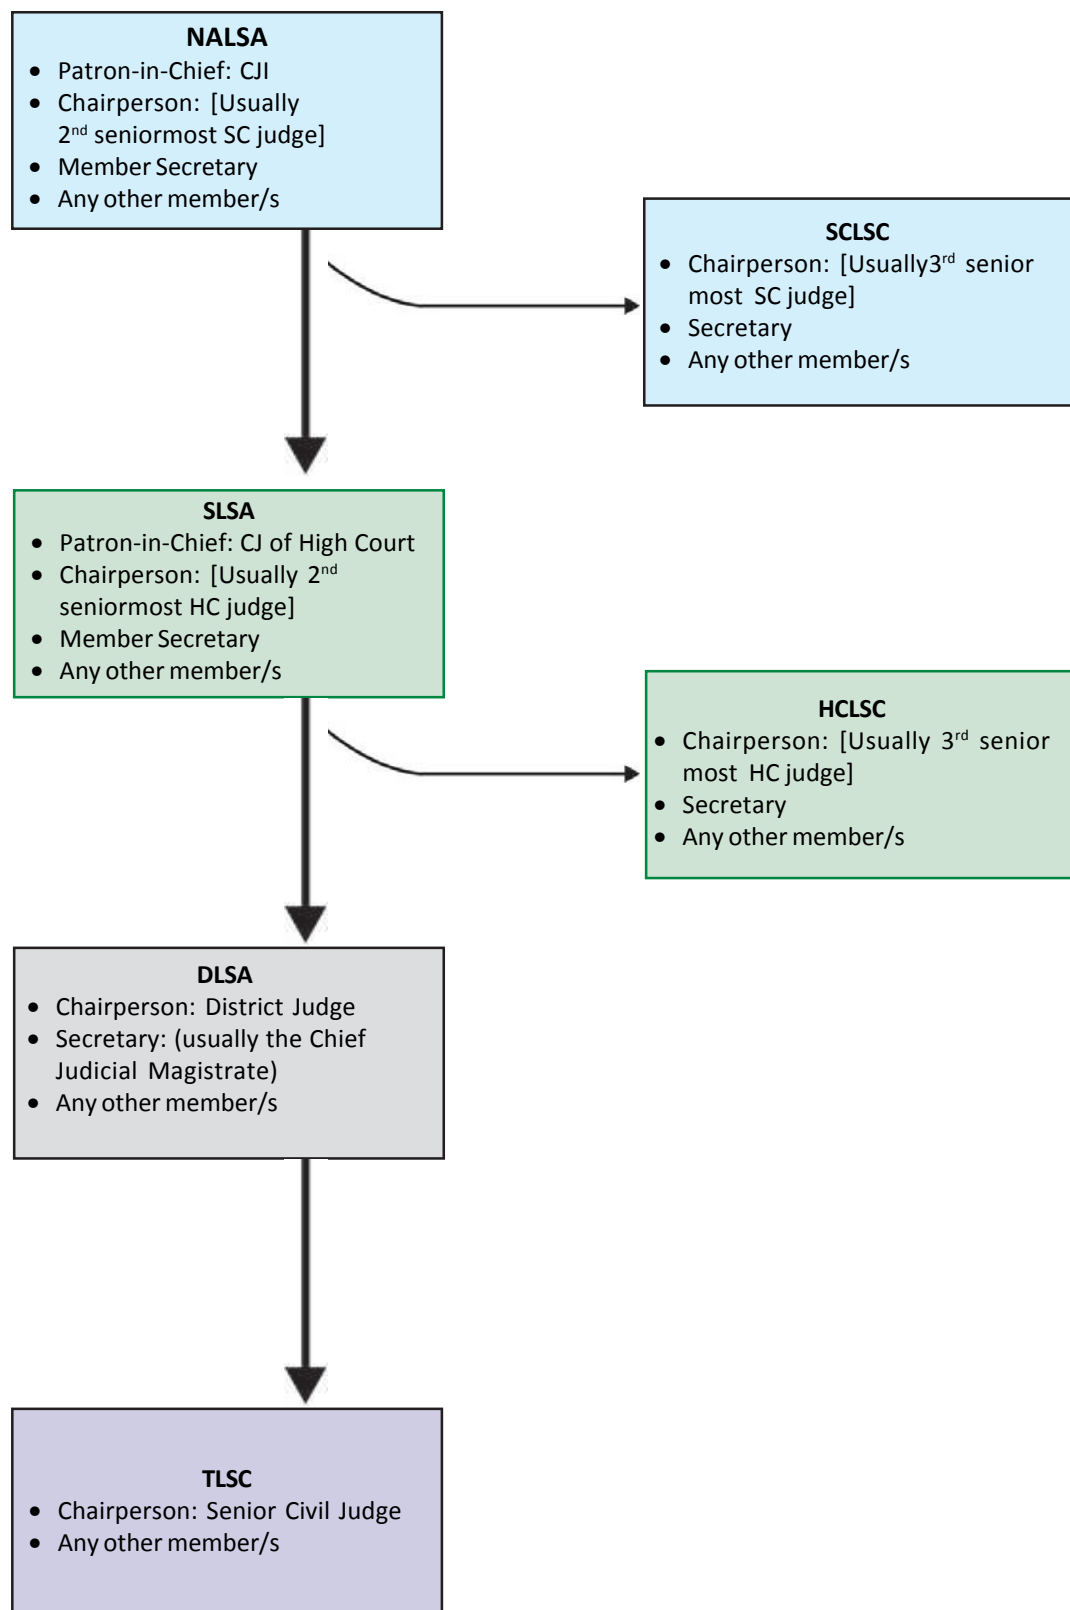 NALSA
• Patron-in-Chief: CJI
• Chairperson: [Usually
2nd seniormost SC judge]
• Member Secretary
• Any other member/s
SCLSC
• Chairperson: [Usually3rd senior
most SC judge]
• Secretary
• Any other member/s
SLSA
• Patron-in-Chief: CJ of High Court
• Chairperson: [Usually 2nd
seniormost HC judge]
• Member Secretary
• Any other member/s
HCLSC
• Chairperson: [Usually 3rd senior
most HC judge]
• Secretary
• Any other member/s
DLSA
• Chairperson: District Judge
• Secretary: (usually the Chief
Judicial Magistrate)
• Any other member/s
TLSC
• Chairperson: Senior Civil Judge
• Any other member/s